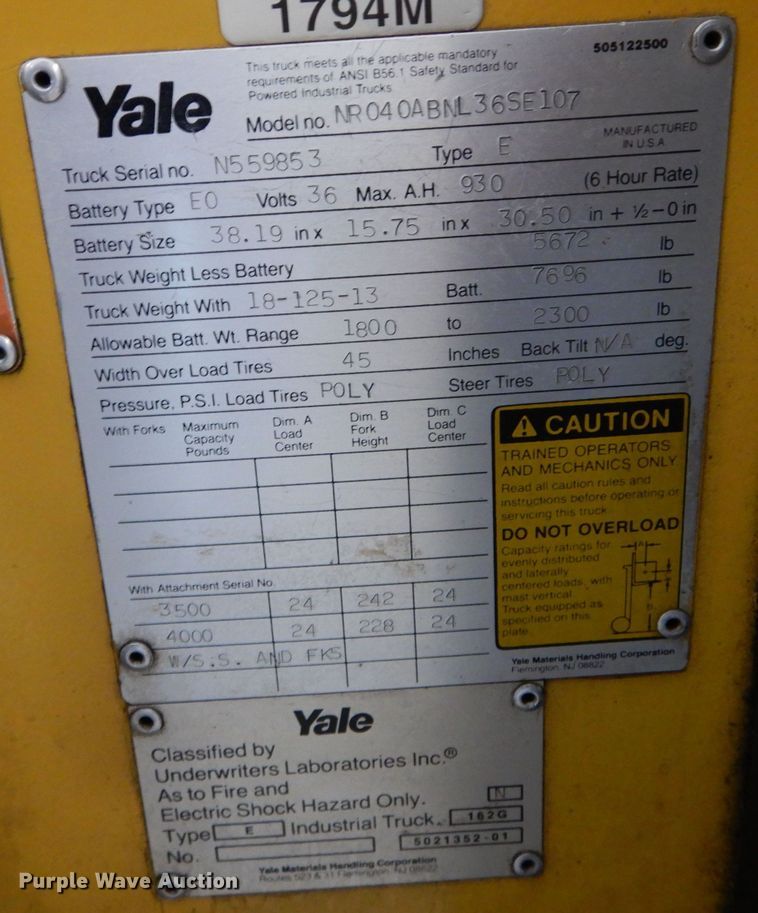 1794M
Yale
This truck meets all the applicable mandatory
requirements of ANSI B56.1 Safety Standard for
Powered Industrial Trucks
505122500
Model no. NR040ABNL36SE107
MANUFACTURED
IN U.S.A.
Truck Serial no. N559853 Type E
Battery Type EO Volts 36 Max. A.H. 930 (6 Hour Rate)
Battery Size 38.19 in x 15.75 in x 30.50 in + ½-0 in
Truck Weight Less Battery 5672 lb
Truck Weight With 18-125-13 Batt. 7696 lb
Allowable Batt. Wt. Range 1800 to 2300 lb
Width Over Load Tires 45 Inches Back Tilt N/A deg.
Pressure, P.S.I. Load Tires POLY Steer Tires POLY
With Forks Maximum Capacity Pounds Dim. A Load Center Dim. B Fork Height Dim. C Load Center
With Attachment Serial No.
3500 24 242 24
4000 24 228 24
W/S.S. AND FKS
CAUTION
TRAINED OPERATORS
AND MECHANICS ONLY
Read all caution rules and
instructions before operating or
servicing this truck.
DO NOT OVERLOAD
Capacity ratings for
evenly distributed
and laterally
centered loads, with
mast vertical.
Truck equipped as
specified on this
plate.
A
B
Yale Materials Handling Corporation
Flemington, NJ 08822
Yale
Classified by
Underwriters Laboratories Inc.®
As to Fire and
Electric Shock Hazard Only. N
Type E Industrial Truck. 162G
No. 5021352-01
Yale Materials Handling Corporation
Routes 523 & 31 Flemington, NJ 08822
Purple Wave Auction